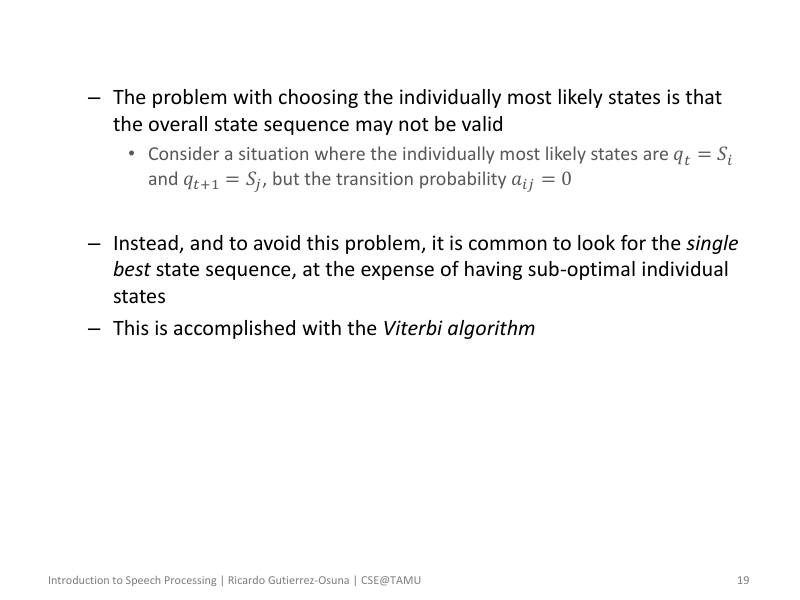 – The problem with choosing the individually most likely states is that
the overall state sequence may not be valid
• Consider a situation where the individually most likely states are $q_t = S_i$
and $q_{t+1} = S_j$, but the transition probability $a_{ij} = 0$
– Instead, and to avoid this problem, it is common to look for the single
best state sequence, at the expense of having sub-optimal individual
states
– This is accomplished with the Viterbi algorithm
Introduction to Speech Processing | Ricardo Gutierrez-Osuna | CSE@TAMU
19